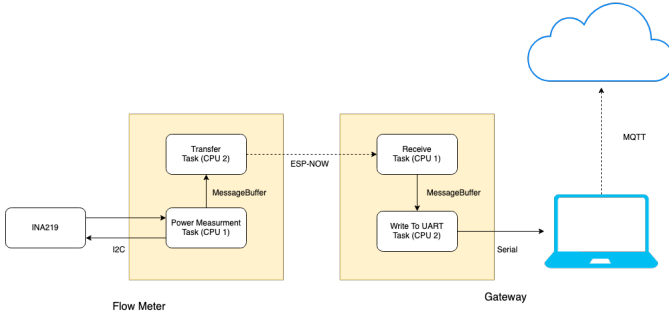 MQTT
Transfer
Task (CPU 2)
ESP-NOW
Receive
Task (CPU 1)
MessageBuffer
MessageBuffer
INA219
I2C
Power Measurment
Task (CPU 1)
Write To UART
Task (CPU 2)
Serial
Flow Meter
Gateway